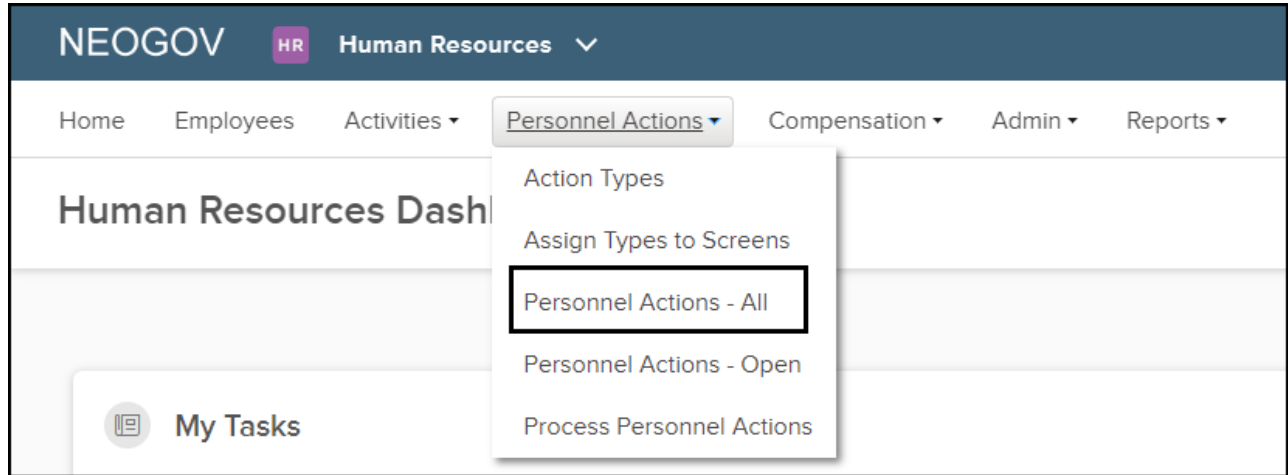 NEOGOV HR Human Resources
Home Employees Activities Personnel Actions Compensation Admin Reports
Action Types
Human Resources Dash
Assign Types to Screens
Personnel Actions - All
Personnel Actions - Open
My Tasks
Process Personnel Actions